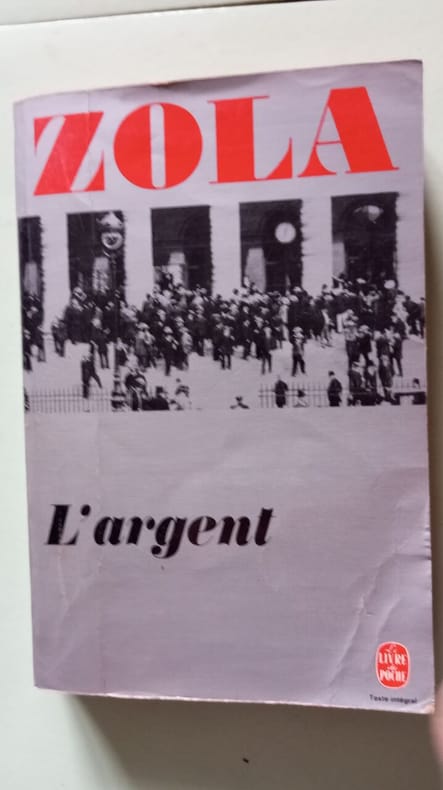 ZOLA
L'argent
Le
LIVRE
de
POCHE
Texte intégral